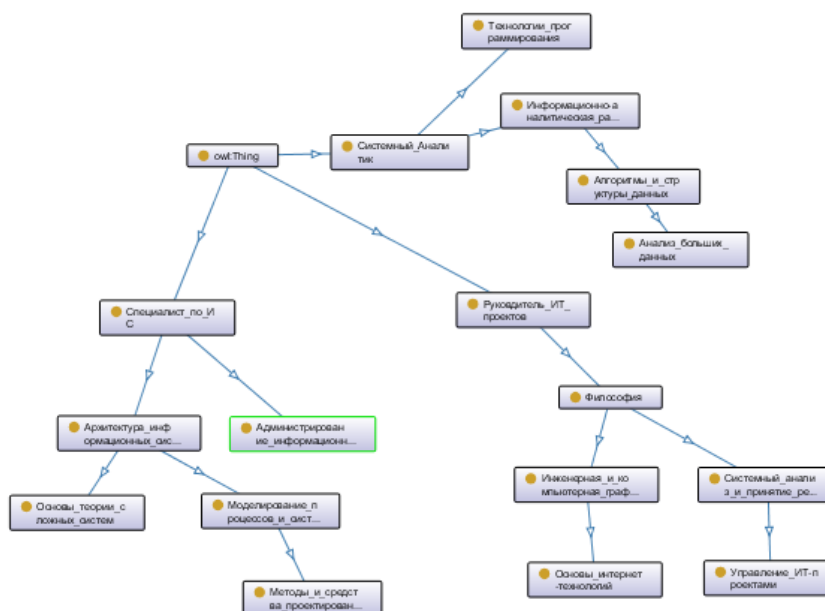 Технологии_прог
раммирования
Информационно-а
налитическая_ра...
owl:Thing
Системный_Анали
тик
Алгоритмы_и_стр
уктуры_данных
Анализ_больших_
данных
Специалист_по_И
С
Руковдитель_ИТ_
проектов
Философия
Архитектура_инф
ормационных_сис...
Администрирован
ие_информационн...
Инженерная_и_ко
мпьютерная_граф...
Системный_анали
з_и_принятие_ре...
Основы_теории_с
ложных_систем
Моделирование_п
роцессов_и_сист...
Основы_интернет
-технологий
Управление_ИТ-п
роектами
Методы_и_средст
ва_проектирован...